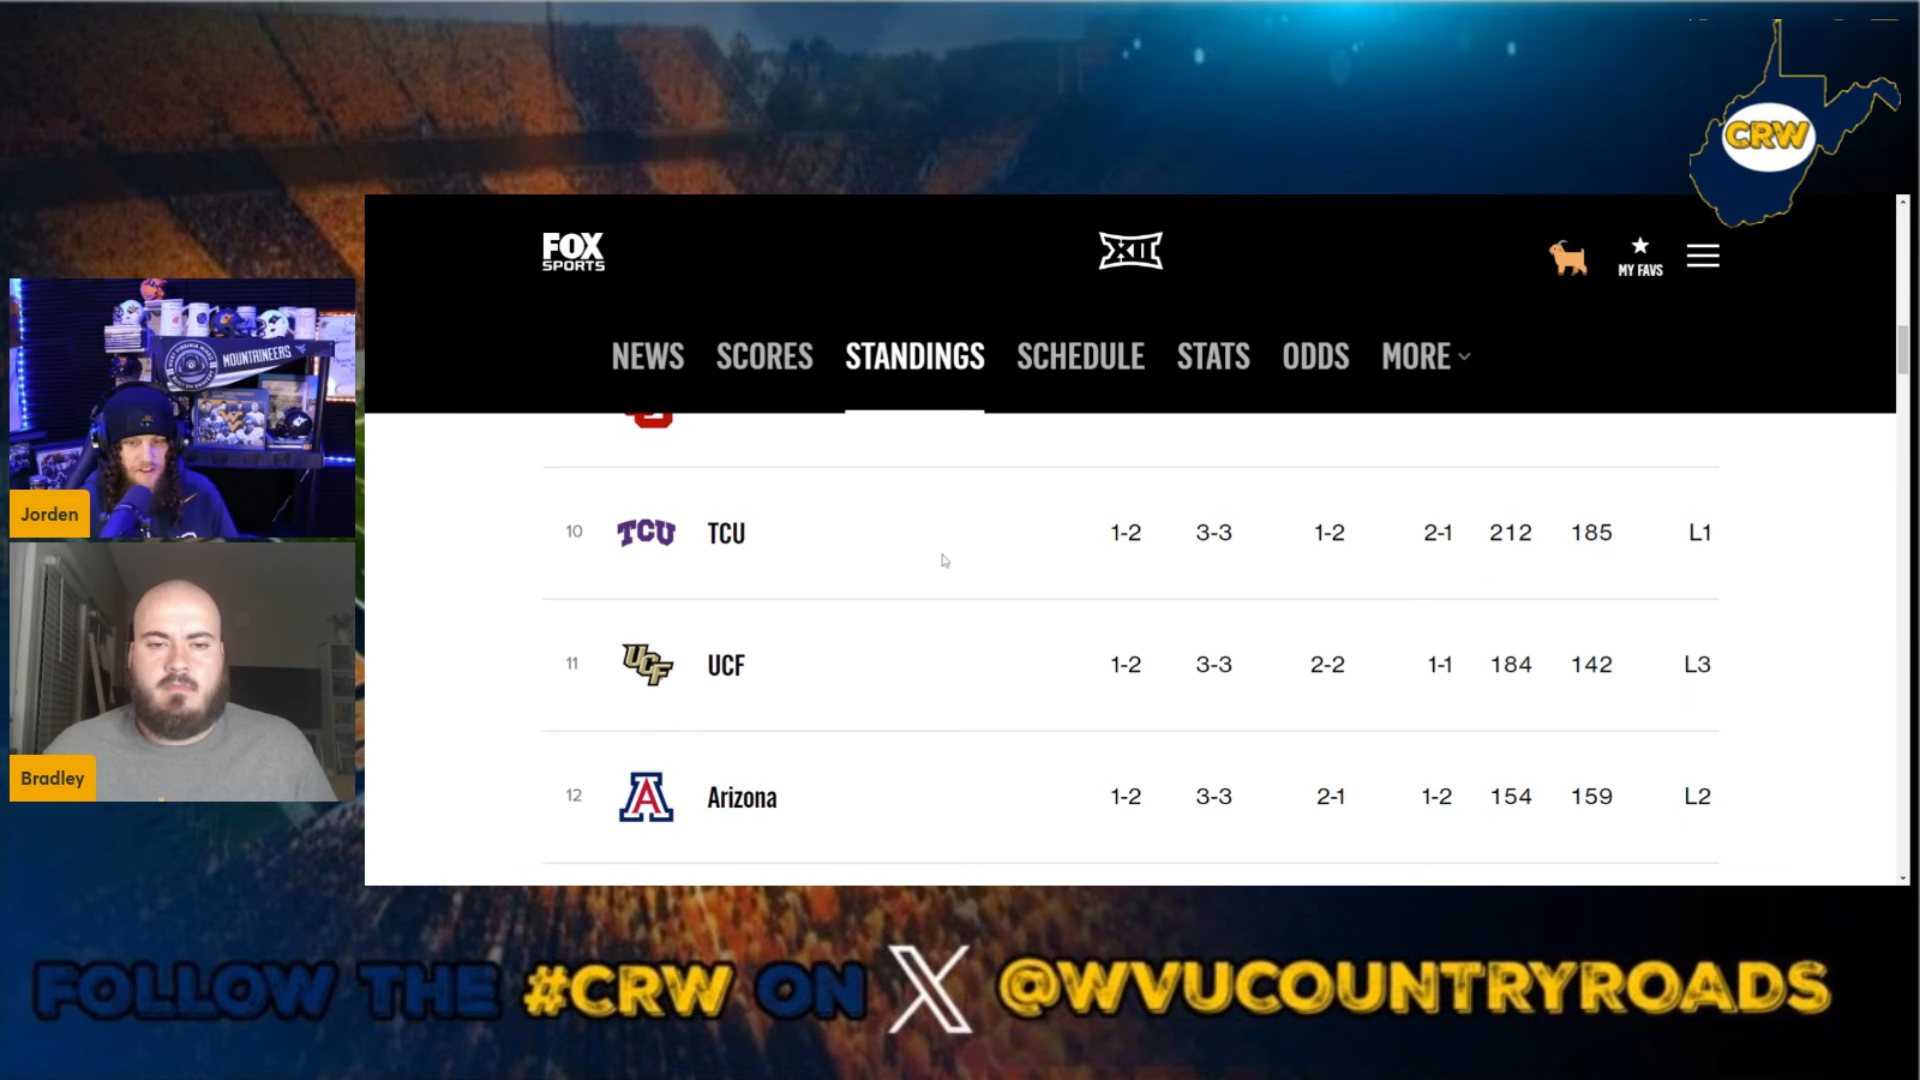 CRW
FOX
SPORTS
XII
MY FAVS
NEWS SCORES STANDINGS SCHEDULE STATS ODDS MORE
MOUNTAINEERS
Jorden
10 TCU TCU 1-2 3-3 1-2 2-1 212 185 L1
11 UCF UCF 1-2 3-3 2-2 1-1 184 142 L3
Bradley
12 A Arizona 1-2 3-3 2-1 1-2 154 159 L2
FOLLOW THE #CRW ON X @WVUCOUNTRYROADS